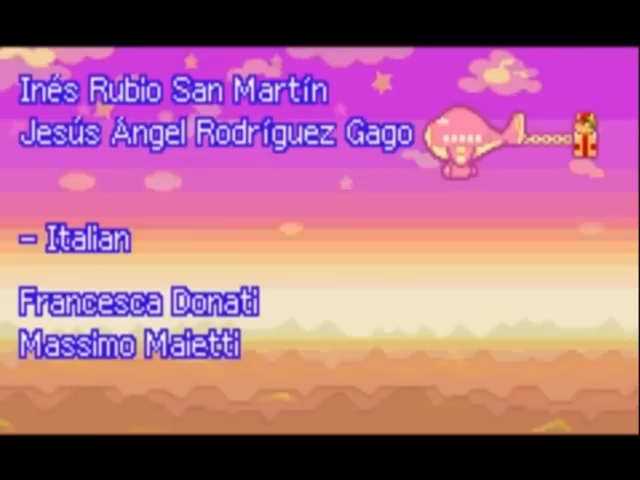 Inés Rubio San Martín
Jesús Ángel Rodríguez Gago
- Italian
Francesca Donati
Massimo Maietti